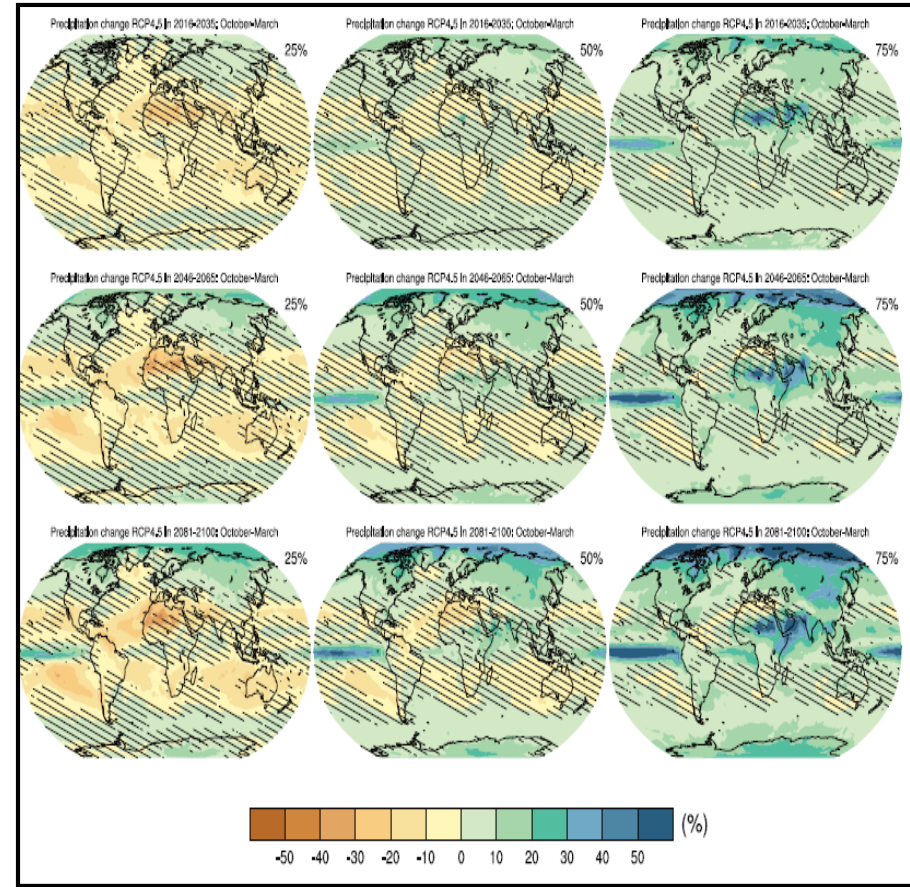 Precipitation change RCP4.5 in 2016-2035: October-March
25%
Precipitation change RCP4.5 in 2016-2035: October-March
50%
Precipitation change RCP4.5 in 2016-2035: October-March
75%
Precipitation change RCP4.5 in 2046-2065: October-March
25%
Precipitation change RCP4.5 in 2046-2065: October-March
50%
Precipitation change RCP4.5 in 2046-2065: October-March
75%
Precipitation change RCP4.5 in 2081-2100: October-March
25%
Precipitation change RCP4.5 in 2081-2100: October-March
50%
Precipitation change RCP4.5 in 2081-2100: October-March
75%
(%)
-50 -40 -30 -20 -10 0 10 20 30 40 50